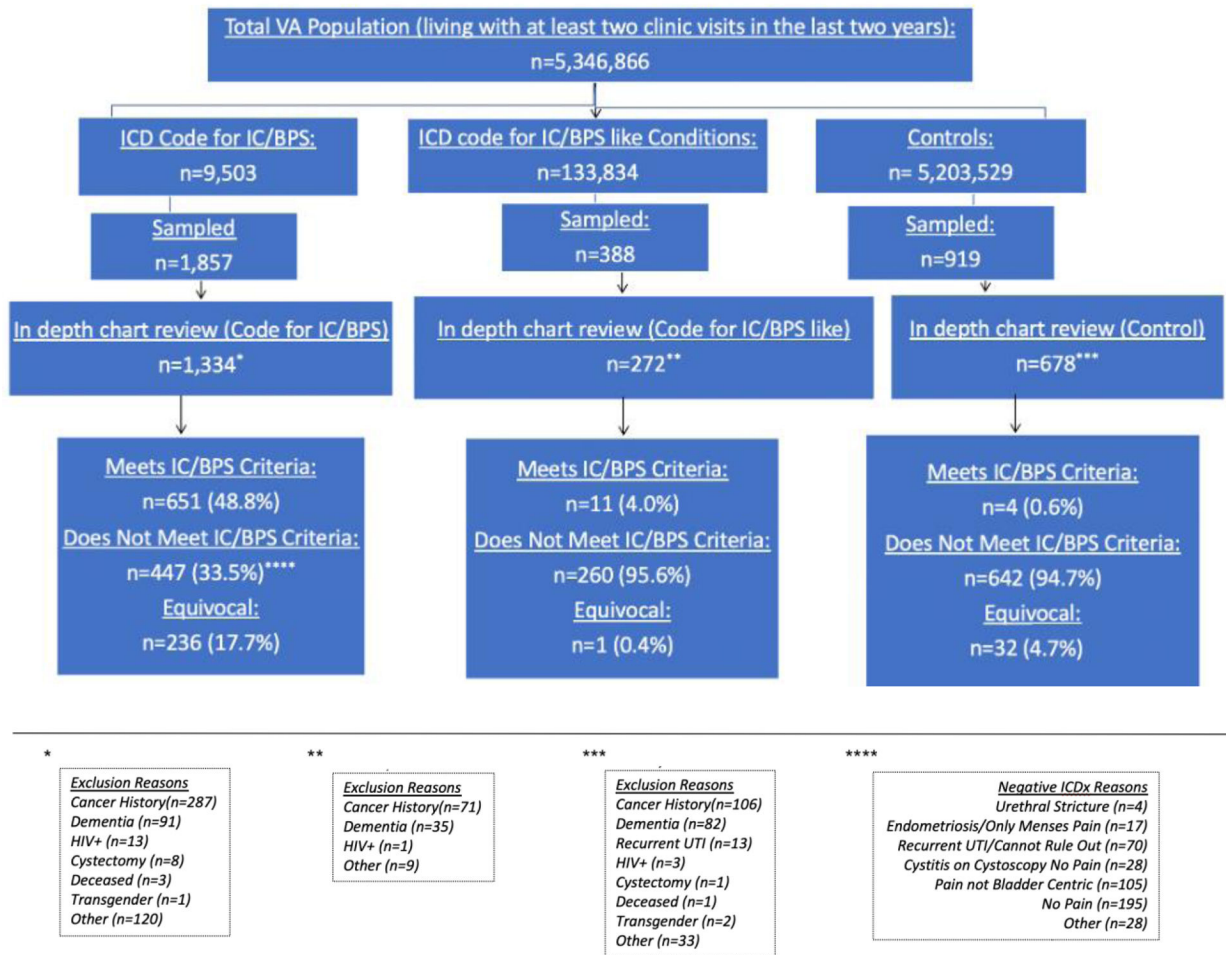 Total VA Population (living with at least two clinic visits in the last two years):
n=5,346,866
ICD Code for IC/BPS:
n=9,503
ICD code for IC/BPS like Conditions:
n=133,834
Controls:
n= 5,203,529
Sampled
n=1,857
Sampled:
n=388
Sampled:
n=919
In depth chart review (Code for IC/BPS)
n=1,334*
In depth chart review (Code for IC/BPS like)
n=272**
In depth chart review (Control)
n=678***
Meets IC/BPS Criteria:
n=651 (48.8%)
Does Not Meet IC/BPS Criteria:
n=447 (33.5%)****
Equivocal:
n=236 (17.7%)
Meets IC/BPS Criteria:
n=11 (4.0%)
Does Not Meet IC/BPS Criteria:
n=260 (95.6%)
Equivocal:
n=1 (0.4%)
Meets IC/BPS Criteria:
n=4 (0.6%)
Does Not Meet IC/BPS Criteria:
n=642 (94.7%)
Equivocal:
n=32 (4.7%)
*
Exclusion Reasons
Cancer History(n=287)
Dementia (n=91)
HIV+ (n=13)
Cystectomy (n=8)
Deceased (n=3)
Transgender (n=1)
Other (n=120)
**
Exclusion Reasons
Cancer History(n=71)
Dementia (n=35)
HIV+ (n=1)
Other (n=9)
***
Exclusion Reasons
Cancer History(n=106)
Dementia (n=82)
Recurrent UTI (n=13)
HIV+ (n=3)
Cystectomy (n=1)
Deceased (n=1)
Transgender (n=2)
Other (n=33)
****
Negative ICDx Reasons
Urethral Stricture (n=4)
Endometriosis/Only Menses Pain (n=17)
Recurrent UTI/Cannot Rule Out (n=70)
Cystitis on Cystoscopy No Pain (n=28)
Pain not Bladder Centric (n=105)
No Pain (n=195)
Other (n=28)